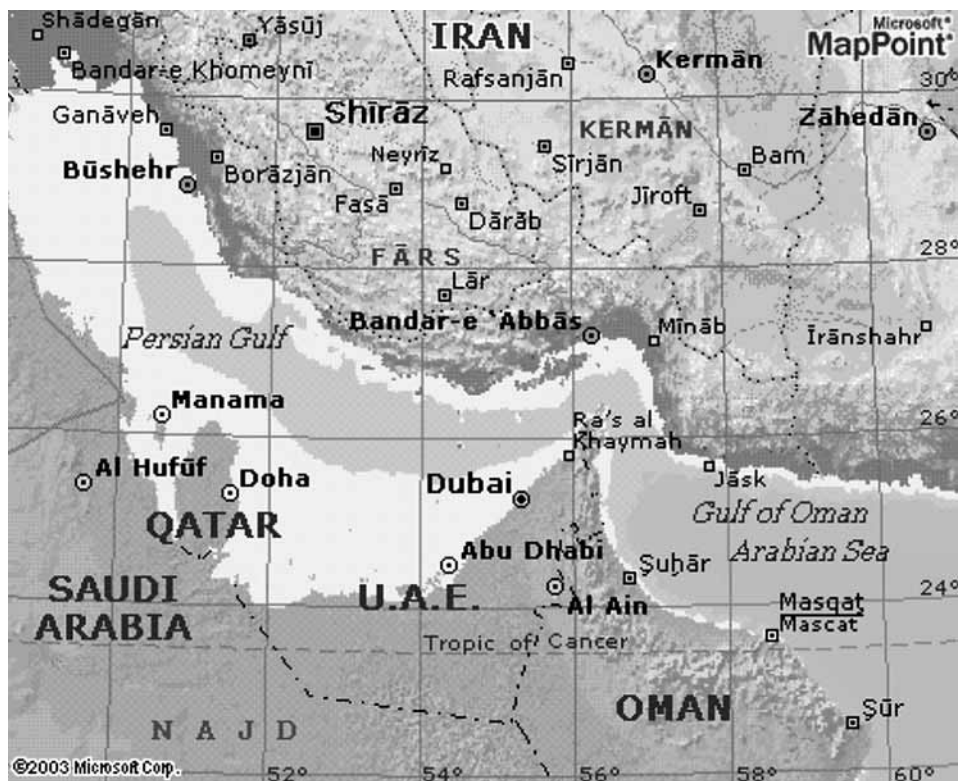 Shādegān
Yāsūj
IRAN
Microsoft®
MapPoint®
Bandar-e Khomeynī
Rafsanjān
Kermān
30°
Ganāveh
Shīrāz
KERMĀN
Zāhedān
Būshehr
Borāzjān
Neyrīz
Sīrjān
Bam
Fasā
Dārāb
Jīroft
FĀRS
28°
Lār
Bandar-e 'Abbās
Mīnāb
Īrānshahr
Persian Gulf
Manama
Ra's al
Khaymah
26°
Al Hufūf
Doha
Dubai
Jāsk
QATAR
Gulf of Oman
Arabian Sea
Abu Dhabi
Şuḩār
SAUDI
ARABIA
U.A.E.
Al Ain
24°
Masqaţ
Mascat
Tropic of Cancer
OMAN
Şūr
NAJD
©2003 Microsoft Corp.
52°
54°
56°
58°
60°